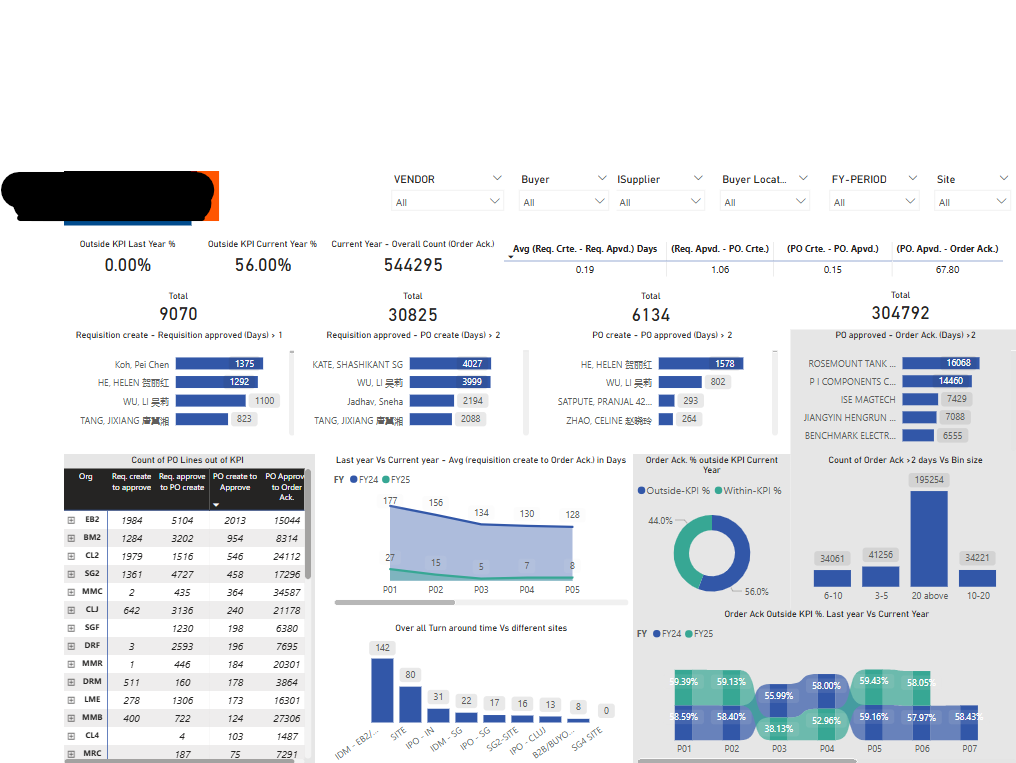 VENDOR Buyer ISupplier Buyer Locat... FY-PERIOD Site
All All All All All All
Outside KPI Last Year % Outside KPI Current Year % Current Year - Overall Count (Order Ack.)
0.00% 56.00% 544295
Avg (Req. Crte. - Req. Apvd.) Days (Req. Apvd. - PO. Crte.) (PO Crte. - PO. Apvd.) (PO. Apvd. - Order Ack.)
0.19 1.06 0.15 67.80
Total Total Total Total
9070 30825 6134 304792
Requisition create - Requisition approved (Days) > 1
Koh, Pei Chen 1375
HE, HELEN 贺丽红 1292
WU, LI 吴莉 1100
TANG, JIXIANG 唐冀湘 823
Requisition approved - PO create (Days) > 2
KATE, SHASHIKANT SG 4027
WU, LI 吴莉 3999
Jadhav, Sneha 2194
TANG, JIXIANG 唐冀湘 2088
PO create - PO approved (Days) > 2
HE, HELEN 贺丽红 1578
WU, LI 吴莉 802
SATPUTE, PRANJAL 42... 293
ZHAO, CELINE 赵晓玲 264
PO approved - Order Ack. (Days) >2
ROSEMOUNT TANK ... 16068
P I COMPONENTS C... 14460
ISE MAGTECH 7429
JIANGYIN HENGRUN ... 7088
BENCHMARK ELECTR... 6555
Count of PO Lines out of KPI
Org Req. create to approve Req. approve to PO create PO create to Approve PO Approv to Order Ack.
EB2 1984 5104 2013 15044
BM2 1284 3202 954 8314
CL2 1979 1516 546 24112
SG2 1361 4727 458 17296
MMC 2 435 364 34587
CLJ 642 3136 240 21178
SGF 1230 198 6380
DRF 3 2593 196 7695
MMR 1 446 184 20301
DRM 511 160 178 3864
LME 278 1306 173 16301
MMB 400 722 124 27306
CL4 4 103 1487
MRC 187 75 7291
Last year Vs Current year - Avg (requisition create to Order Ack.) in Days
FY FY24 FY25
177 156 134 130 128
27 15 5 7 8
P01 P02 P03 P04 P05
Over all Turn around time Vs different sites
142 80 31 22 17 16 13 8 0
IDM - EB2/... SITE IPO - IN IDM - SG IPO - SG SG2-SITE IPO - CLUJ B2B/BUYO... SG4 SITE
Order Ack. % outside KPI Current
Year
Outside-KPI % Within-KPI %
44.0%
56.0%
Count of Order Ack >2 days Vs Bin size
34061 41256 195254 34221
6-10 3-5 20 above 10-20
Order Ack Outside KPI %. Last year Vs Current Year
FY FY24 FY25
59.39% 59.13% 55.99% 58.00% 59.43% 58.05%
58.59% 58.40% 38.13% 52.96% 59.16% 57.97% 58.43%
P01 P02 P03 P04 P05 P06 P07